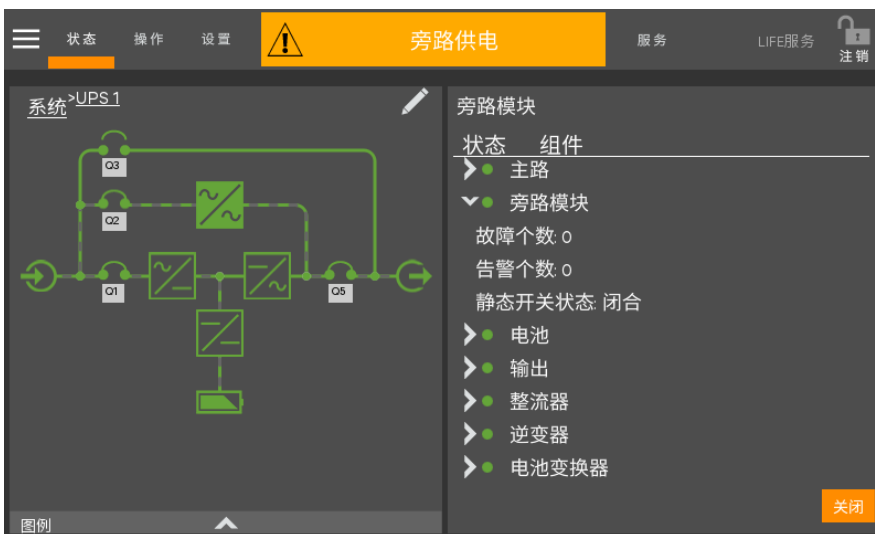 状态 操作 设置 旁路供电 服务 LIFE服务 注销
系统>UPS 1
Q3
Q2
Q1
Q5
图例
旁路模块
状态 组件
主路
旁路模块
故障个数: 0
告警个数: 0
静态开关状态: 闭合
电池
输出
整流器
逆变器
电池变换器
关闭